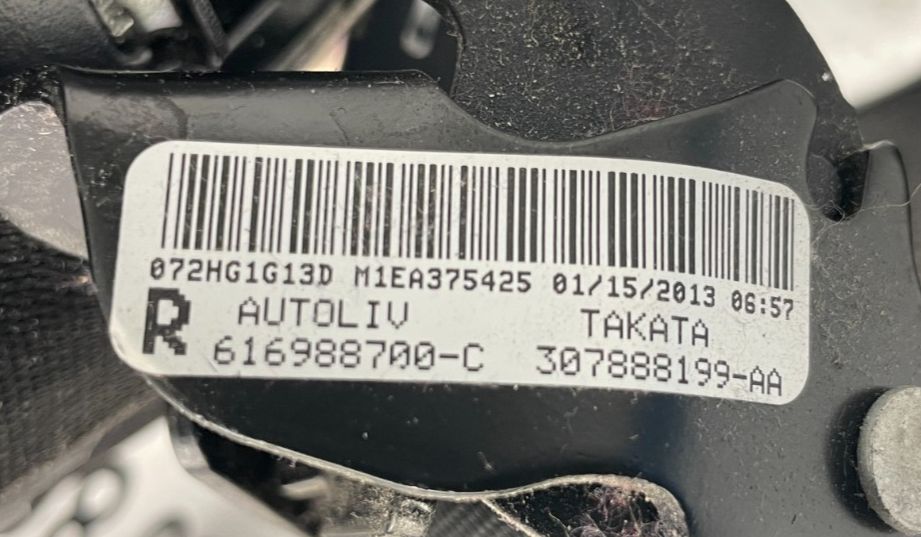 072HG1G13D M1EA375425 01/15/2013 06:57
R AUTOLIV TAKATA
616988700-C 307888199-AA